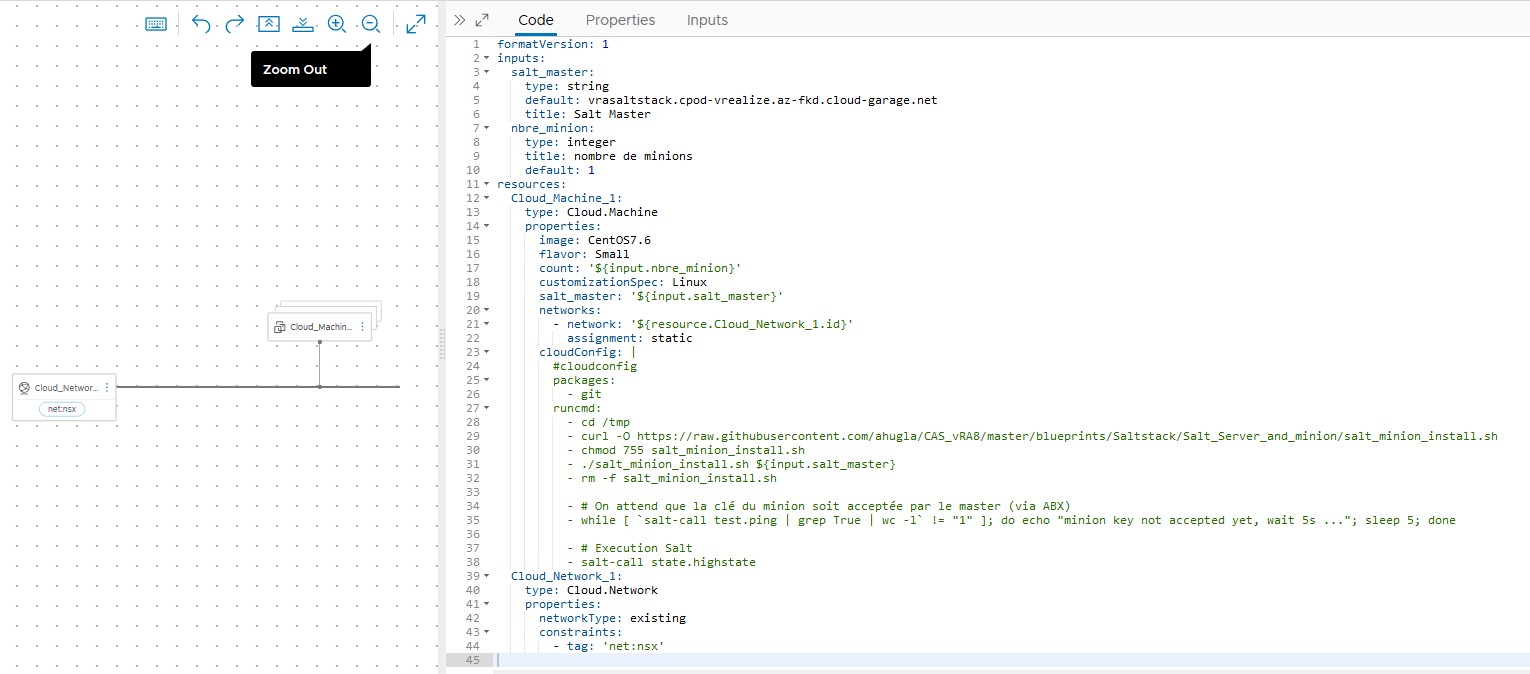 Code
Properties
Inputs
Zoom Out
Cloud_Machin...
Cloud_Networ...
net:nsx
1 formatVersion: 1
2 inputs:
3 salt_master:
4 type: string
5 default: vrasaltstack.cpod-vrealize.az-fkd.cloud-garage.net
6 title: Salt Master
7 nbre_minion:
8 type: integer
9 title: nombre de minions
10 default: 1
11 resources:
12 Cloud_Machine_1:
13 type: Cloud.Machine
14 properties:
15 image: CentOS7.6
16 flavor: Small
17 count: '${input.nbre_minion}'
18 customizationSpec: Linux
19 salt_master: '${input.salt_master}'
20 networks:
21 - network: '${resource.Cloud_Network_1.id}'
22 assignment: static
23 cloudConfig: |
24 #cloudconfig
25 packages:
26 - git
27 runcmd:
28 - cd /tmp
29 - curl -O https://raw.githubusercontent.com/ahugla/CAS_vRA8/master/blueprints/Saltstack/Salt_Server_and_minion/salt_minion_install.sh
30 - chmod 755 salt_minion_install.sh
31 - ./salt_minion_install.sh ${input.salt_master}
32 - rm -f salt_minion_install.sh
33
34 - # On attend que la clé du minion soit acceptée par le master (via ABX)
35 - while [ `salt-call test.ping | grep True | wc -l` != "1" ]; do echo "minion key not accepted yet, wait 5s ..."; sleep 5; done
36
37 - # Execution Salt
38 - salt-call state.highstate
39 Cloud_Network_1:
40 type: Cloud.Network
41 properties:
42 networkType: existing
43 constraints:
44 - tag: 'net:nsx'
45